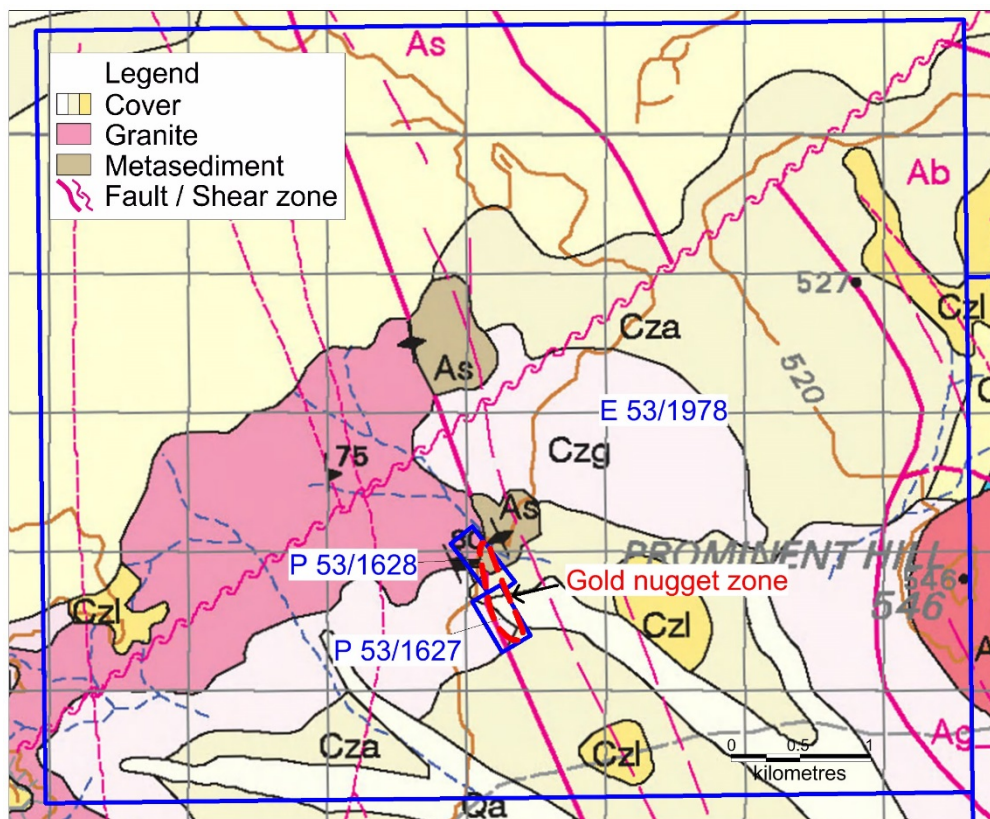 As
Legend
Cover
Granite
Metasediment
Fault / Shear zone
Ab
527
Czl
Cza
As
520
E 53/1978
Czg
75
As
80
PROMINENT HILL
P 53/1628
546
Gold nugget zone
546
Czl
Czl
P 53/1627
A
Cza
Czl
0 0.5 1
kilometres
Ag
Qa